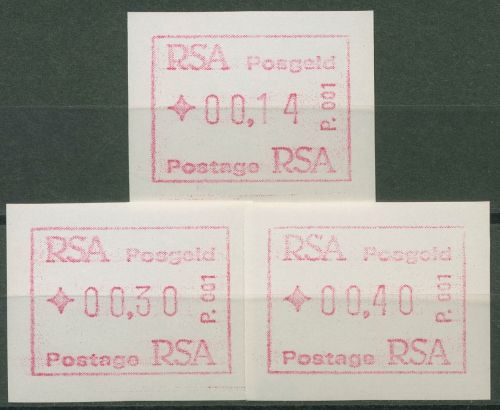 RSA Posgeld
00,14
P.001
Postage RSA
RSA Posgeld
00,30
P.001
Postage RSA
RSA Posgeld
00,40
P.001
Postage RSA